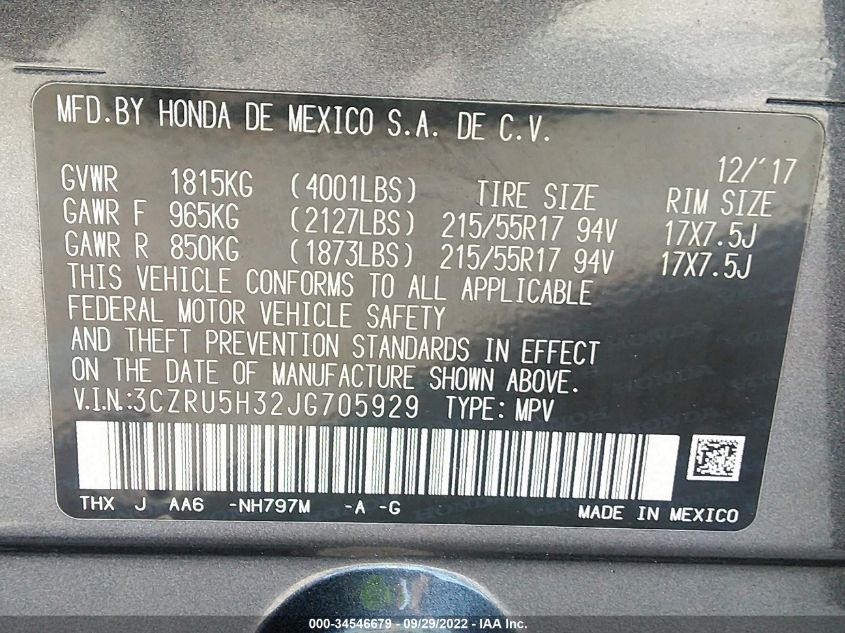 MFD.BY HONDA DE MEXICO S.A. DE C.V.
12/'17
GVWR 1815KG (4001LBS) TIRE SIZE RIM SIZE
GAWR F 965KG (2127LBS) 215/55R17 94V 17X7.5J
GAWR R 850KG (1873LBS) 215/55R17 94V 17X7.5J
THIS VEHICLE CONFORMS TO ALL APPLICABLE
FEDERAL MOTOR VEHICLE SAFETY
AND THEFT PREVENTION STANDARDS IN EFFECT
ON THE DATE OF MANUFACTURE SHOWN ABOVE.
V.I.N.:3CZRU5H32JG705929 TYPE: MPV
THX J AA6 -NH797M -A -G MADE IN MEXICO
000-34546679 - 09/29/2022 - IAA Inc.